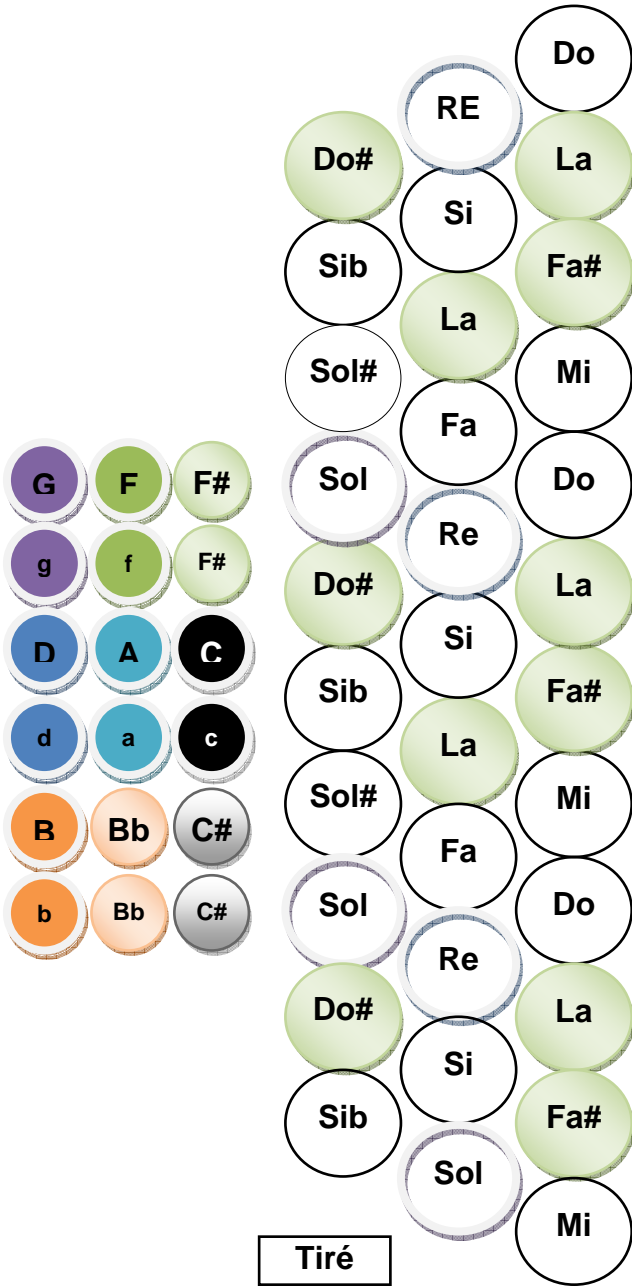 Do
RE
Do# La
Si
Sib Fa#
La
Sol# Mi
Fa
G F F# Sol Do
Re
g f F# Do# La
Si
D A C Sib Fa#
La
d a c
Sol# Mi
B Bb C# Fa
Sol Do
b Bb C#
Re
Do# La
Si
Sib Fa#
Sol
Mi
Tiré